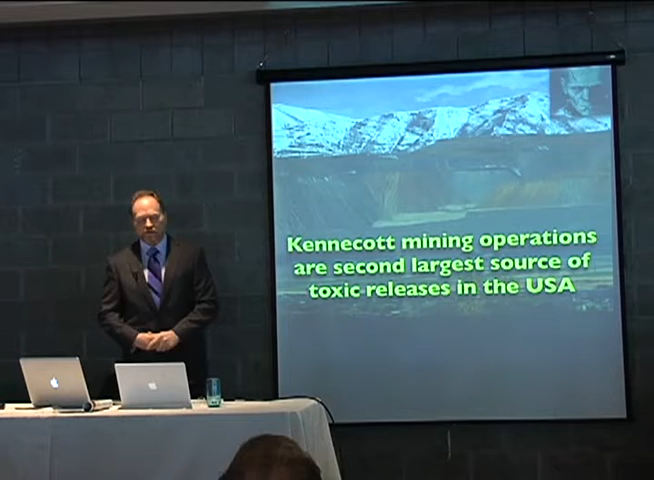 Kennecott mining operations
are second largest source of
toxic releases in the USA